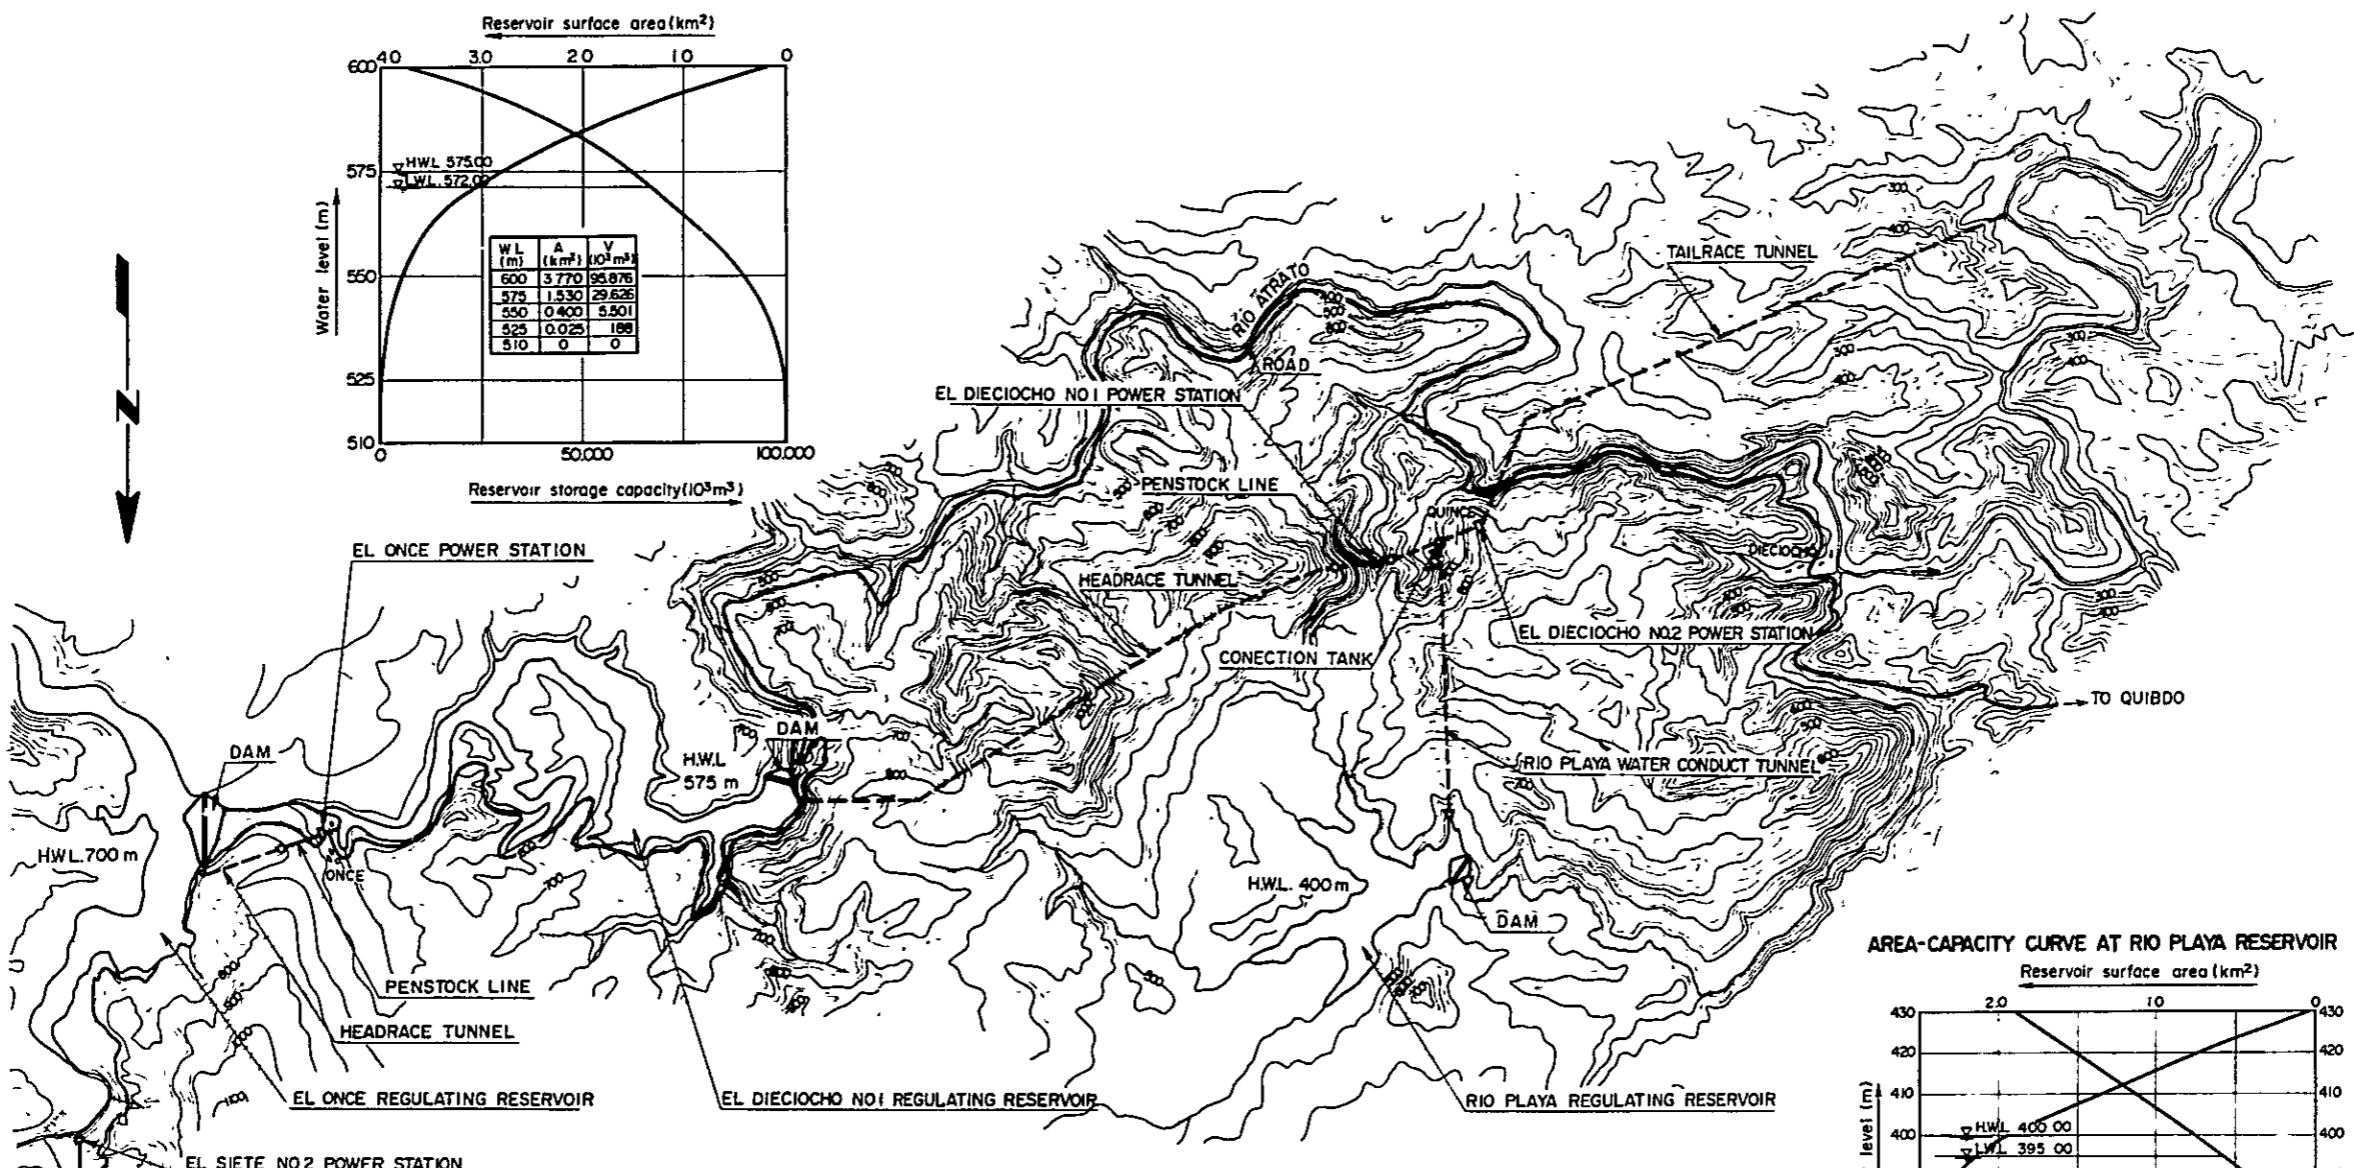 Reservoir surface area (km²)
4.0 3.0 2.0 1.0 0
600
575
550
525
510
H.W.L 575.00
L.W.L. 572.00
Water level (m)
W L (m) A (km²) V (10³m³)
600 3.770 95.876
575 1.530 29.626
550 0.400 5.501
525 0.025 188
510 0 0
0 50.000 100.000
Reservoir storage capacity (10³m³)
N
TAILRACE TUNNEL
RIO ATRATO
ROAD
EL DIECIOCHO NO 1 POWER STATION
PENSTOCK LINE
QUINCE
EL ONCE POWER STATION
HEADRACE TUNNEL
DIECIOCHO
EL DIECIOCHO NO.2 POWER STATION
CONECTION TANK
TO QUIBDO
DAM
DAM
H.W.L 575 m
RIO PLAYA WATER CONDUCT TUNNEL
H.W.L. 700 m
ONCE
H.W.L. 400 m
DAM
PENSTOCK LINE
HEADRACE TUNNEL
EL ONCE REGULATING RESERVOIR
EL DIECIOCHO NO 1 REGULATING RESERVOIR
RIO PLAYA REGULATING RESERVOIR
EL SIETE NO.2 POWER STATION
AREA-CAPACITY CURVE AT RIO PLAYA RESERVOIR
Reservoir surface area (km²)
2.0 1.0 0
430 430
420 420
410 410
400 400
H.W.L 400 00
L.W.L 395 00
level (m)